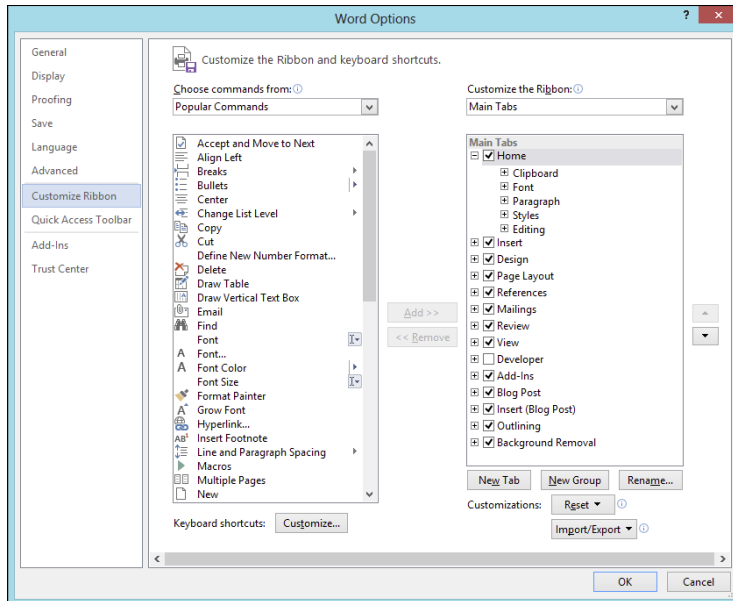 Word Options
?
General
Display
Proofing
Save
Language
Advanced
Customize Ribbon
Quick Access Toolbar
Add-Ins
Trust Center
Customize the Ribbon and keyboard shortcuts.
Choose commands from:
Popular Commands
Accept and Move to Next
Align Left
Breaks
Bullets
Center
Change List Level
Copy
Cut
Define New Number Format...
Delete
Draw Table
Draw Vertical Text Box
Email
Find
Font
Font...
Font Color
Font Size
Format Painter
Grow Font
Hyperlink...
Insert Footnote
Line and Paragraph Spacing
Macros
Multiple Pages
New
Keyboard shortcuts: Customize...
Add >>
<< Remove
Customize the Ribbon:
Main Tabs
Main Tabs
Home
Clipboard
Font
Paragraph
Styles
Editing
Insert
Design
Page Layout
References
Mailings
Review
View
Developer
Add-Ins
Blog Post
Insert (Blog Post)
Outlining
Background Removal
New Tab New Group Rename...
Customizations: Reset
Import/Export
OK Cancel